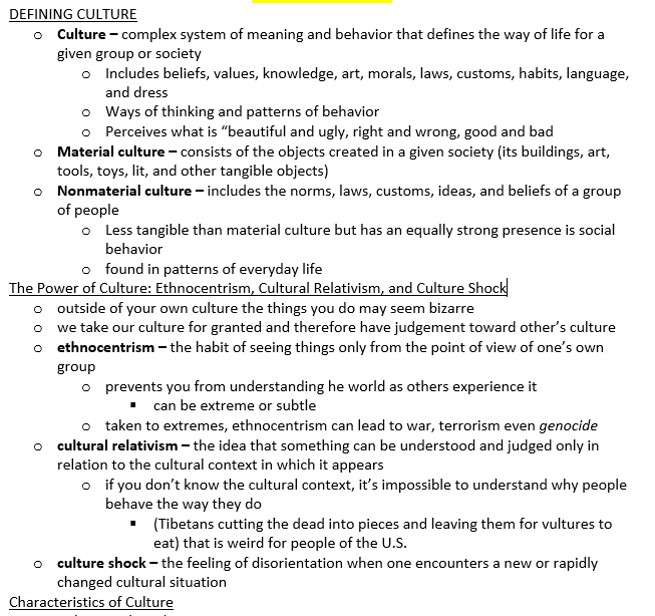 DEFINING CULTURE
o Culture – complex system of meaning and behavior that defines the way of life for a
given group or society
o Includes beliefs, values, knowledge, art, morals, laws, customs, habits, language,
and dress
o Ways of thinking and patterns of behavior
o Perceives what is “beautiful and ugly, right and wrong, good and bad
o Material culture – consists of the objects created in a given society (its buildings, art,
tools, toys, lit, and other tangible objects)
o Nonmaterial culture – includes the norms, laws, customs, ideas, and beliefs of a group
of people
o Less tangible than material culture but has an equally strong presence is social
behavior
o found in patterns of everyday life
The Power of Culture: Ethnocentrism, Cultural Relativism, and Culture Shock
o outside of your own culture the things you do may seem bizarre
o we take our culture for granted and therefore have judgement toward other’s culture
o ethnocentrism – the habit of seeing things only from the point of view of one’s own
group
o prevents you from understanding he world as others experience it
▪ can be extreme or subtle
o taken to extremes, ethnocentrism can lead to war, terrorism even genocide
o cultural relativism – the idea that something can be understood and judged only in
relation to the cultural context in which it appears
o if you don’t know the cultural context, it’s impossible to understand why people
behave the way they do
▪ (Tibetans cutting the dead into pieces and leaving them for vultures to
eat) that is weird for people of the U.S.
o culture shock – the feeling of disorientation when one encounters a new or rapidly
changed cultural situation
Characteristics of Culture